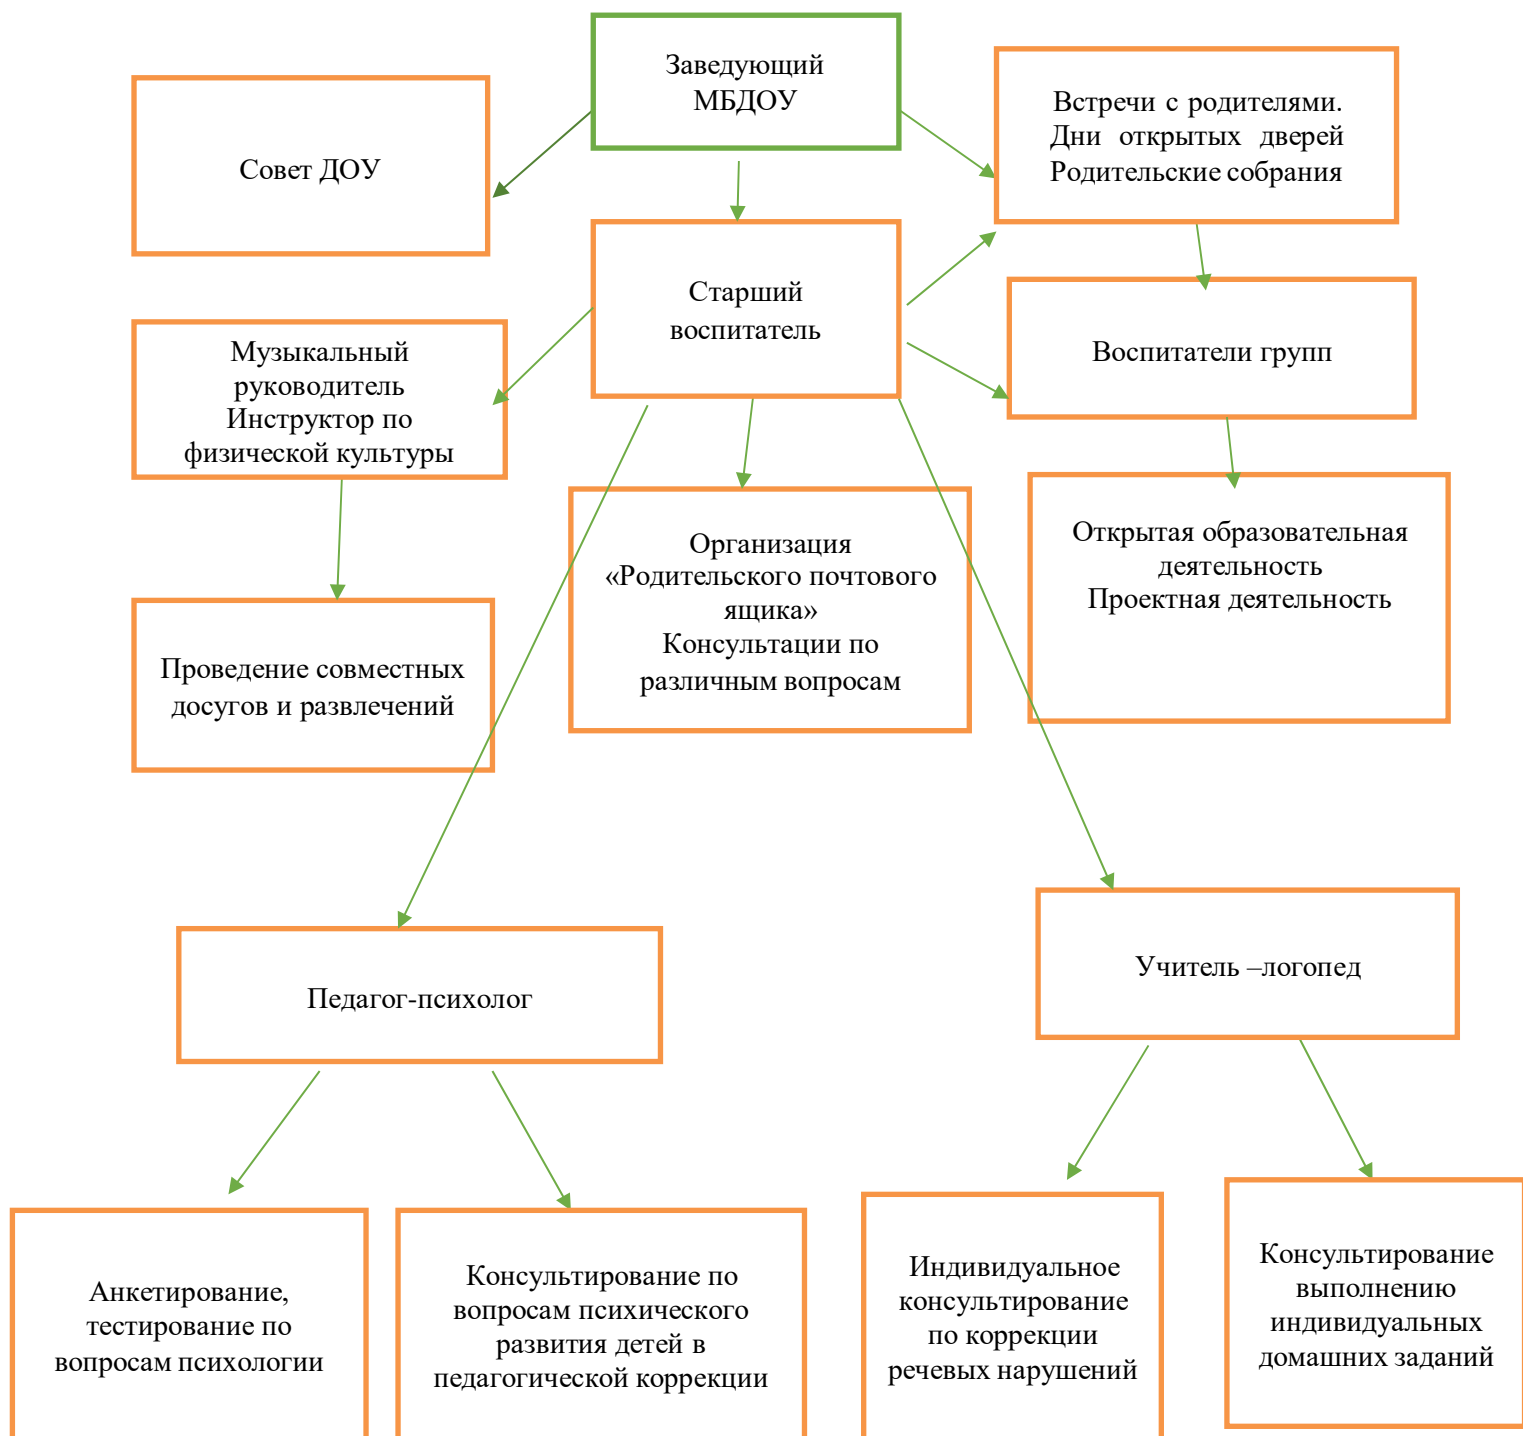 Заведующий
МБДОУ
Совет ДОУ
Встречи с родителями.
Дни открытых дверей
Родительские собрания
Старший
воспитатель
Музыкальный
руководитель
Инструктор по
физической культуры
Воспитатели групп
Организация
«Родительского почтового
ящика»
Консультации по
различным вопросам
Открытая образовательная
деятельность
Проектная деятельность
Проведение совместных
досугов и развлечений
Педагог-психолог
Учитель –логопед
Анкетирование,
тестирование по
вопросам психологии
Консультирование по
вопросам психического
развития детей в
педагогической коррекции
Индивидуальное
консультирование
по коррекции
речевых нарушений
Консультирование
выполнению
индивидуальных
домашних заданий